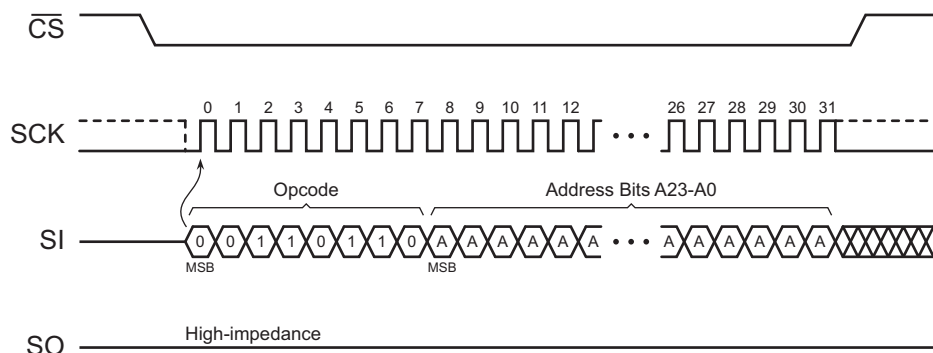 CS
0 1 2 3 4 5 6 7 8 9 10 11 12 26 27 28 29 30 31
SCK
Opcode Address Bits A23-A0
SI 0 0 1 1 0 1 1 0 A A A A A A A A A A A A
MSB MSB
High-impedance
SO